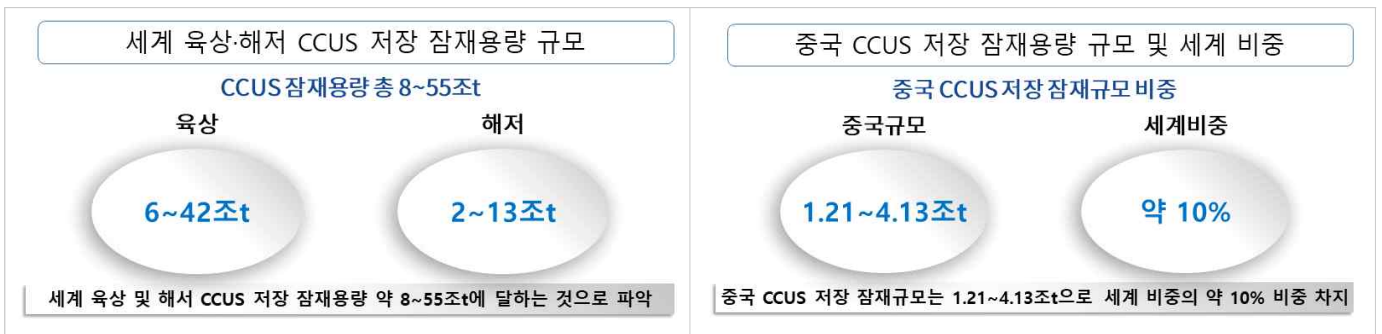 세계 육상·해저 CCUS 저장 잠재용량 규모
CCUS 잠재용량 총 8~55조t
육상 해저
6~42조t 2~13조t
세계 육상 및 해서 CCUS 저장 잠재용량 약 8~55조t에 달하는 것으로 파악
중국 CCUS 저장 잠재용량 규모 및 세계 비중
중국 CCUS 저장 잠재규모 비중
중국규모 세계비중
1.21~4.13조t 약 10%
중국 CCUS 저장 잠재규모는 1.21~4.13조t으로 세계 비중의 약 10% 비중 차지